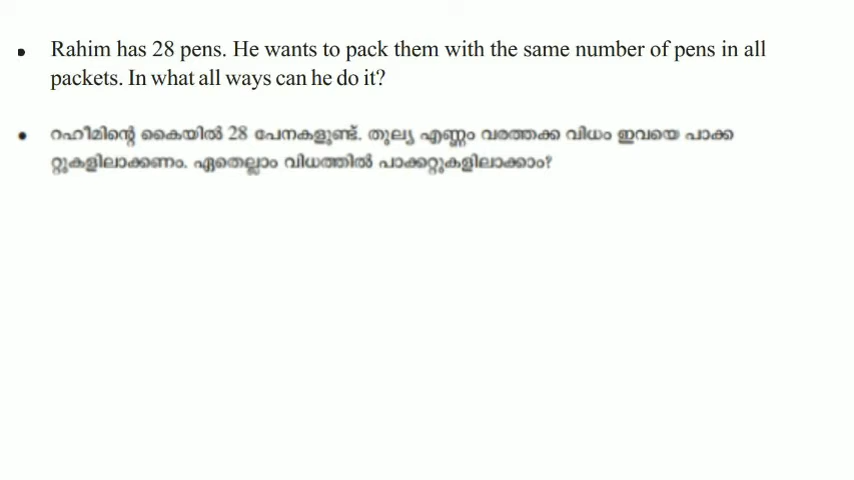 • Rahim has 28 pens. He wants to pack them with the same number of pens in all
packets. In what all ways can he do it?
• റഹീമിന്റെ കൈയിൽ 28 പേനകളുണ്ട്. തുല്യ എണ്ണം വരത്തക്ക വിധം ഇവയെ പാക്ക
റ്റുകളിലാക്കണം. ഏതെല്ലാം വിധത്തിൽ പാക്കറ്റുകളിലാക്കാം?